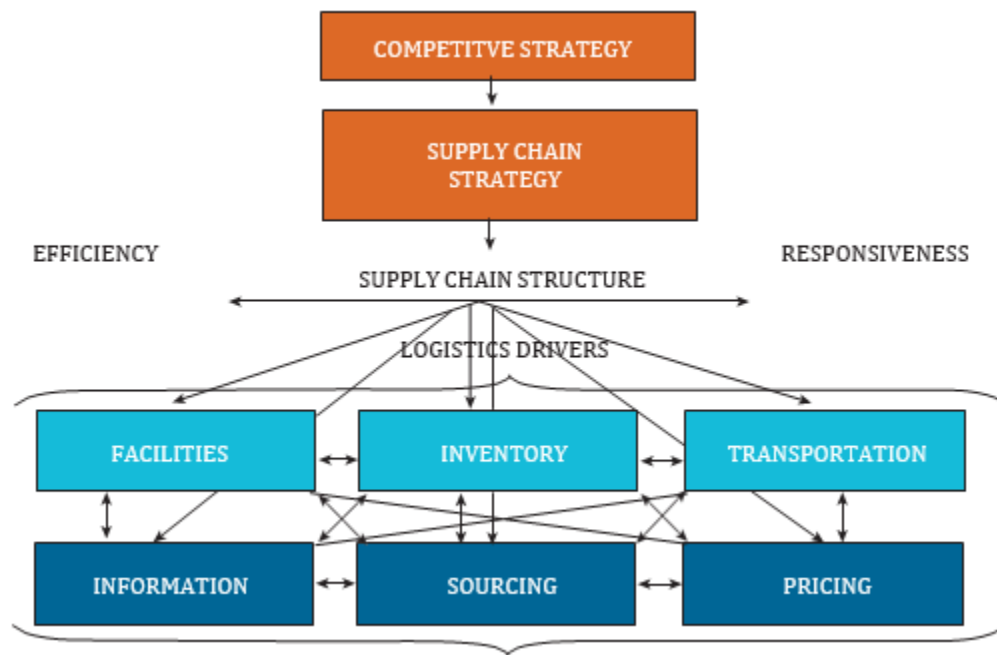 COMPETITVE STRATEGY
SUPPLY CHAIN
STRATEGY
EFFICIENCY
RESPONSIVENESS
SUPPLY CHAIN STRUCTURE
LOGISTICS DRIVERS
FACILITIES
INVENTORY
TRANSPORTATION
INFORMATION
SOURCING
PRICING